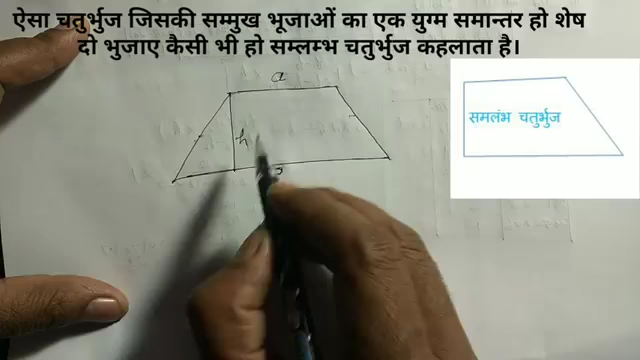 ऐसा चतुर्भुज जिसकी सम्मुख भूजाओं का एक युग्म समान्तर हो शेष
दो भुजाए कैसी भी हो सम्लम्भ चतुर्भुज कहलाता है।
a
समलंभ चतुर्भुज
h